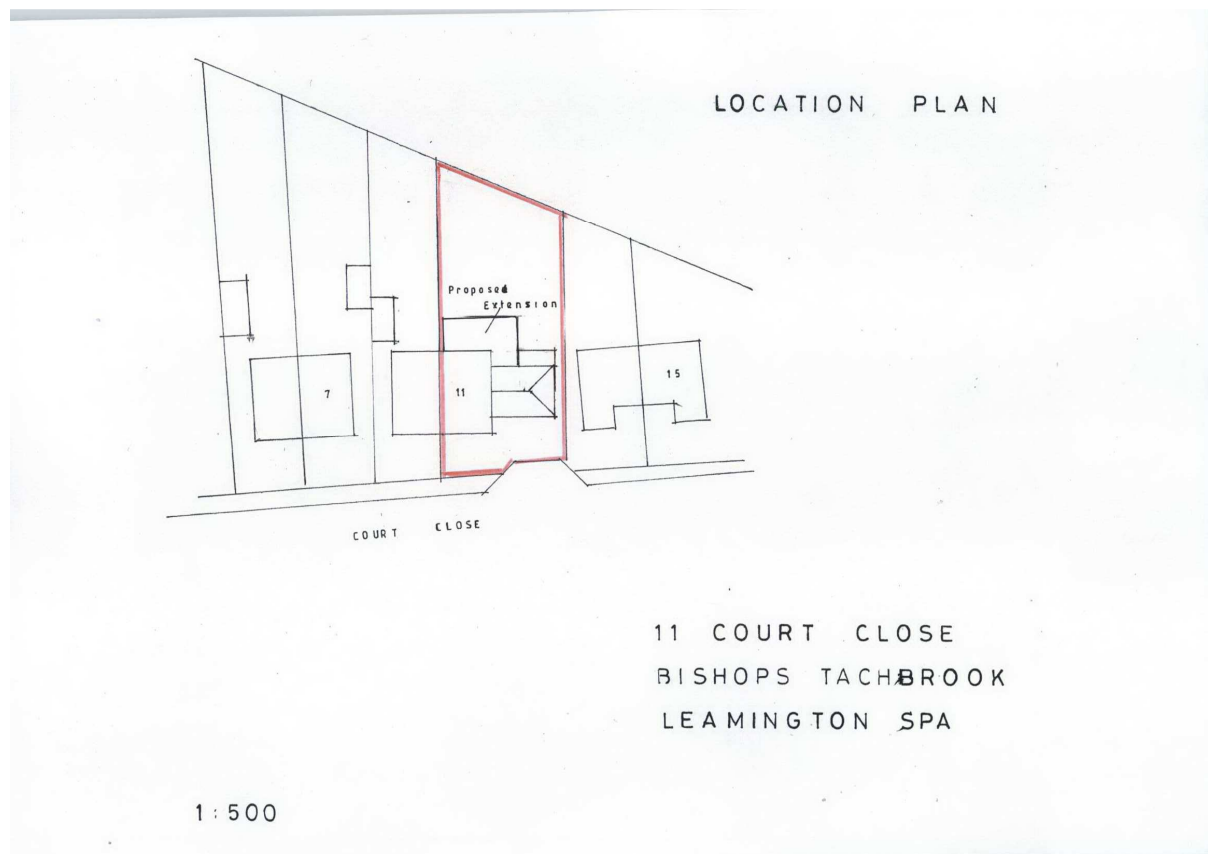 LOCATION PLAN
Proposed
Extension
7
11
15
COURT CLOSE
11 COURT CLOSE
BISHOPS TACHBROOK
LEAMINGTON SPA
1:500